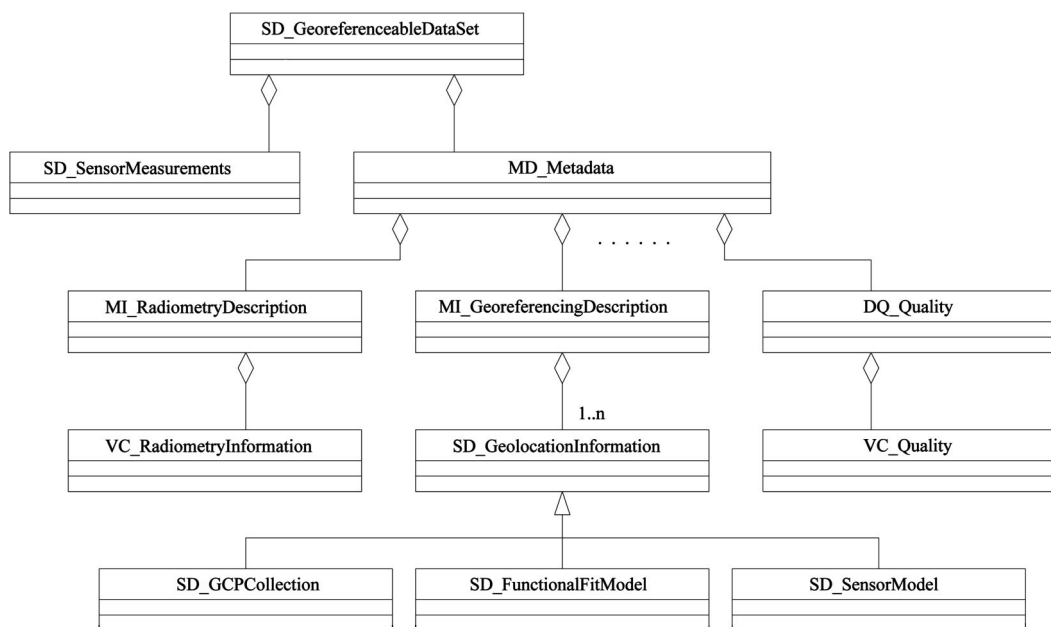 SD_GeoreferenceableDataSet
SD_SensorMeasurements
MD_Metadata
. . . . . .
MI_RadiometryDescription
MI_GeoreferencingDescription
DQ_Quality
1..n
VC_RadiometryInformation
SD_GeolocationInformation
VC_Quality
SD_GCPCollection
SD_FunctionalFitModel
SD_SensorModel